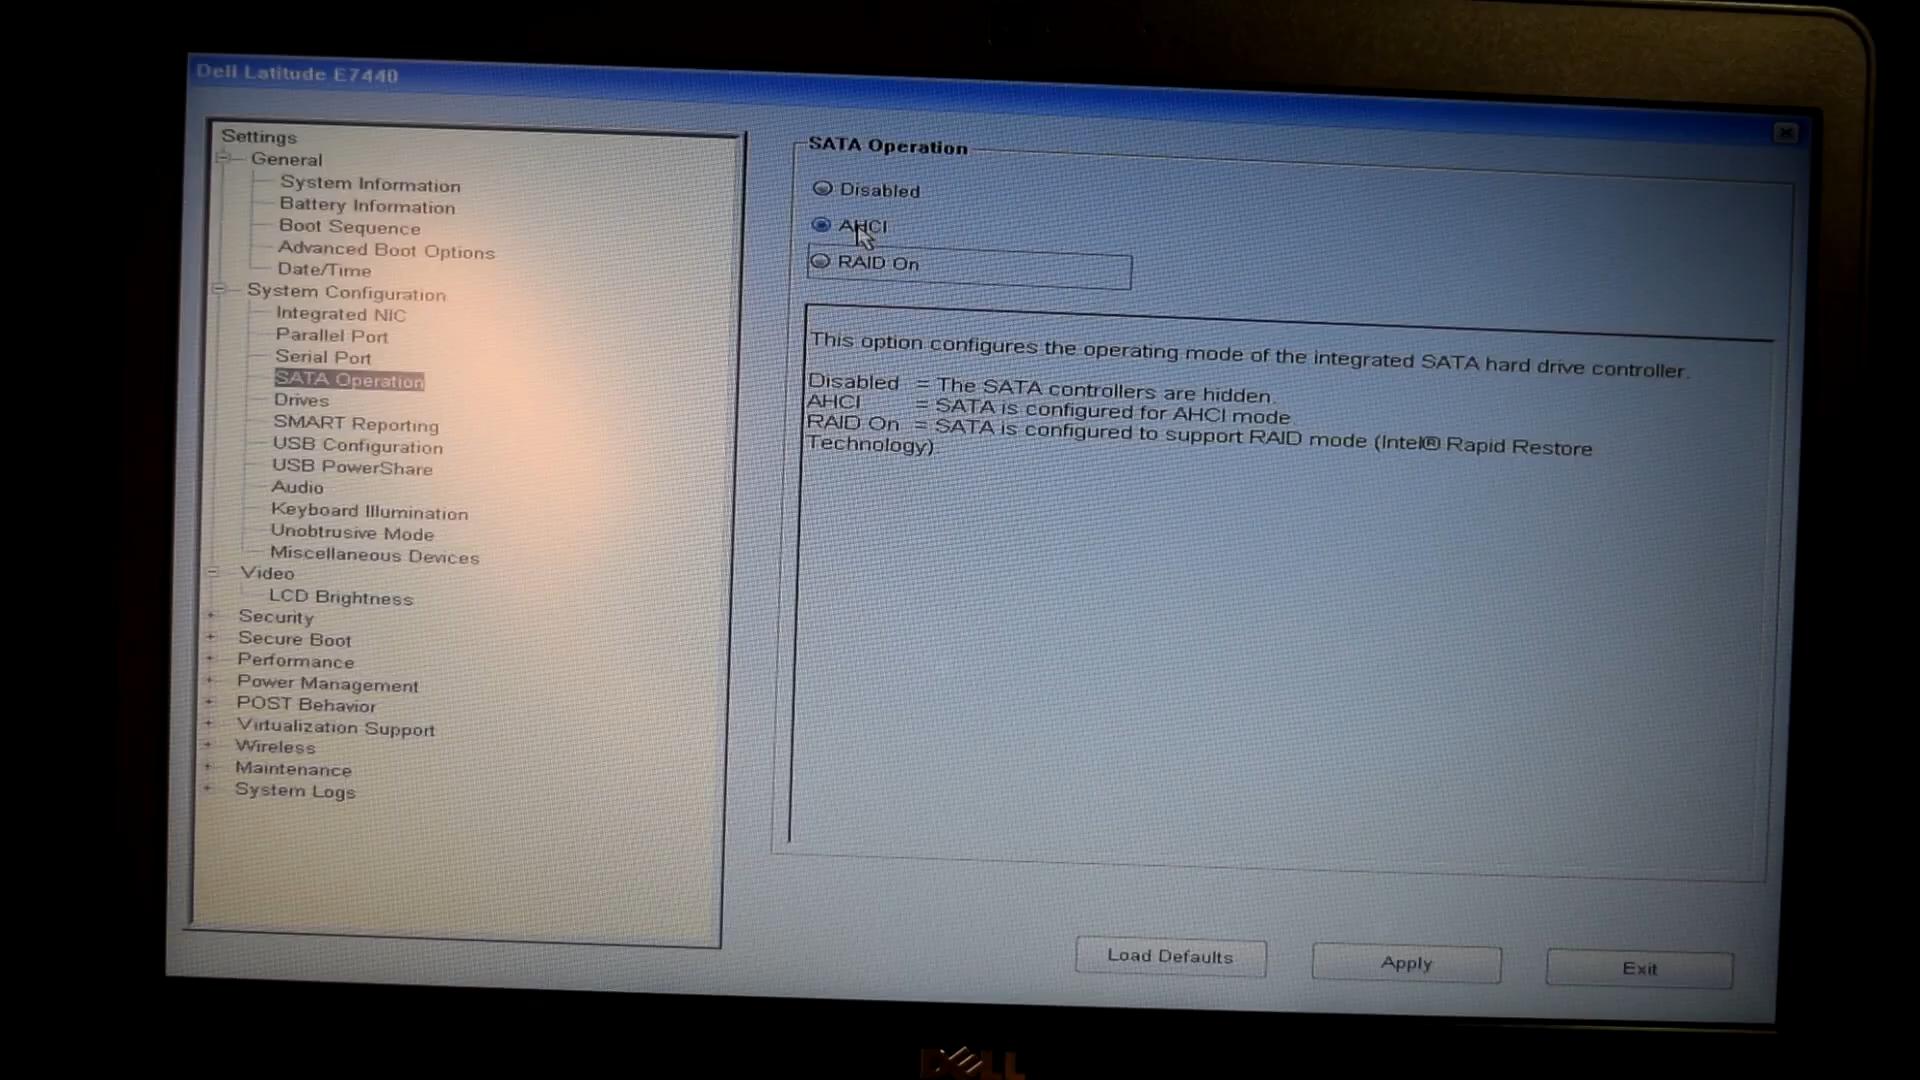 Dell Latitude E7440
Settings
General
System Information
Battery Information
Boot Sequence
Advanced Boot Options
Date/Time
System Configuration
Integrated NIC
Parallel Port
Serial Port
SATA Operation
Drives
SMART Reporting
USB Configuration
USB PowerShare
Audio
Keyboard Illumination
Unobtrusive Mode
Miscellaneous Devices
Video
LCD Brightness
Security
Secure Boot
Performance
Power Management
POST Behavior
Virtualization Support
Wireless
Maintenance
System Logs
SATA Operation
Disabled
AHCI
RAID On
This option configures the operating mode of the integrated SATA hard drive controller.
Disabled = The SATA controllers are hidden.
AHCI = SATA is configured for AHCI mode.
RAID On = SATA is configured to support RAID mode (Intel® Rapid Restore
Technology).
Load Defaults
Apply
Exit
DELL